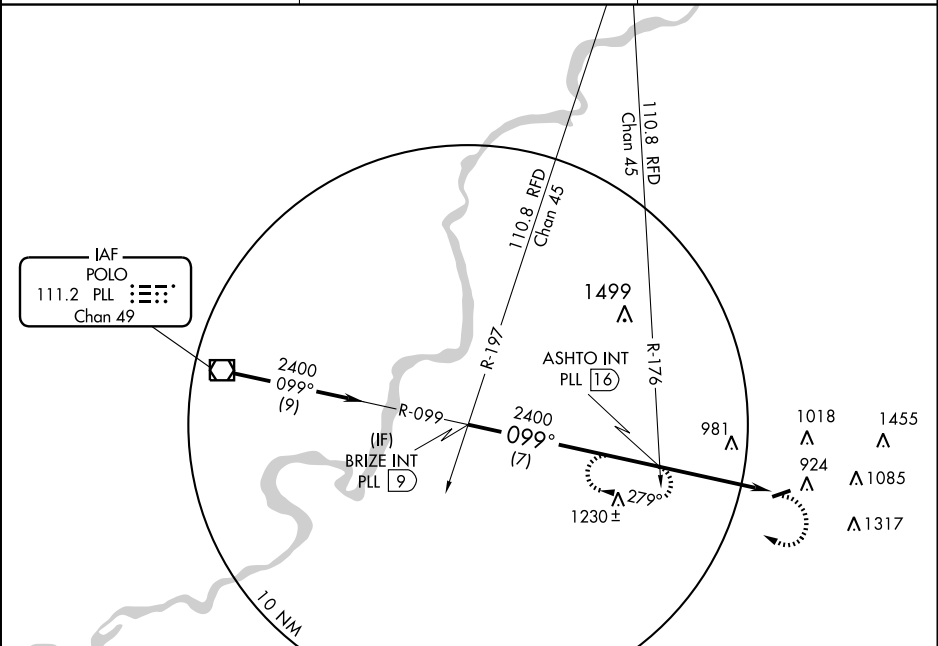 110.8 RFD
Chan 45
110.8 RFD
Chan 45
IAF
POLO
111.2 PLL
Chan 49
1499
R-197
R-176
ASHTO INT
PLL 16
2400
099°
(9)
R-099
2400
099°
(7)
(IF)
BRIZE INT
PLL 9
981
1018
1455
924
1085
279°
1230 ±
1317
10 NM